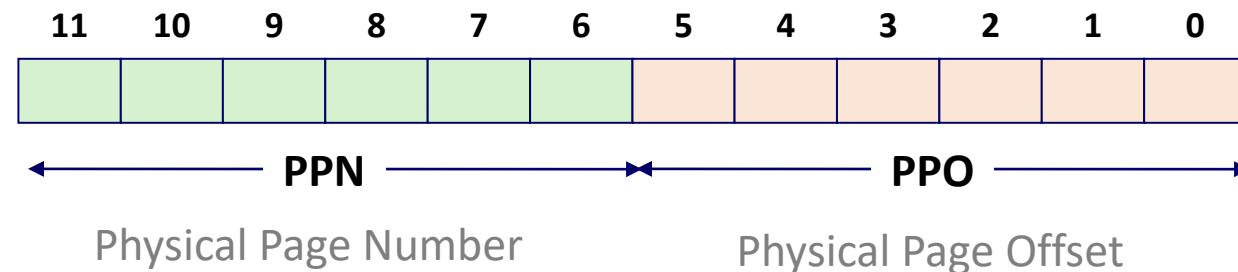 11 10 9 8 7 6 5 4 3 2 1 0
PPN PPO
Physical Page Number Physical Page Offset